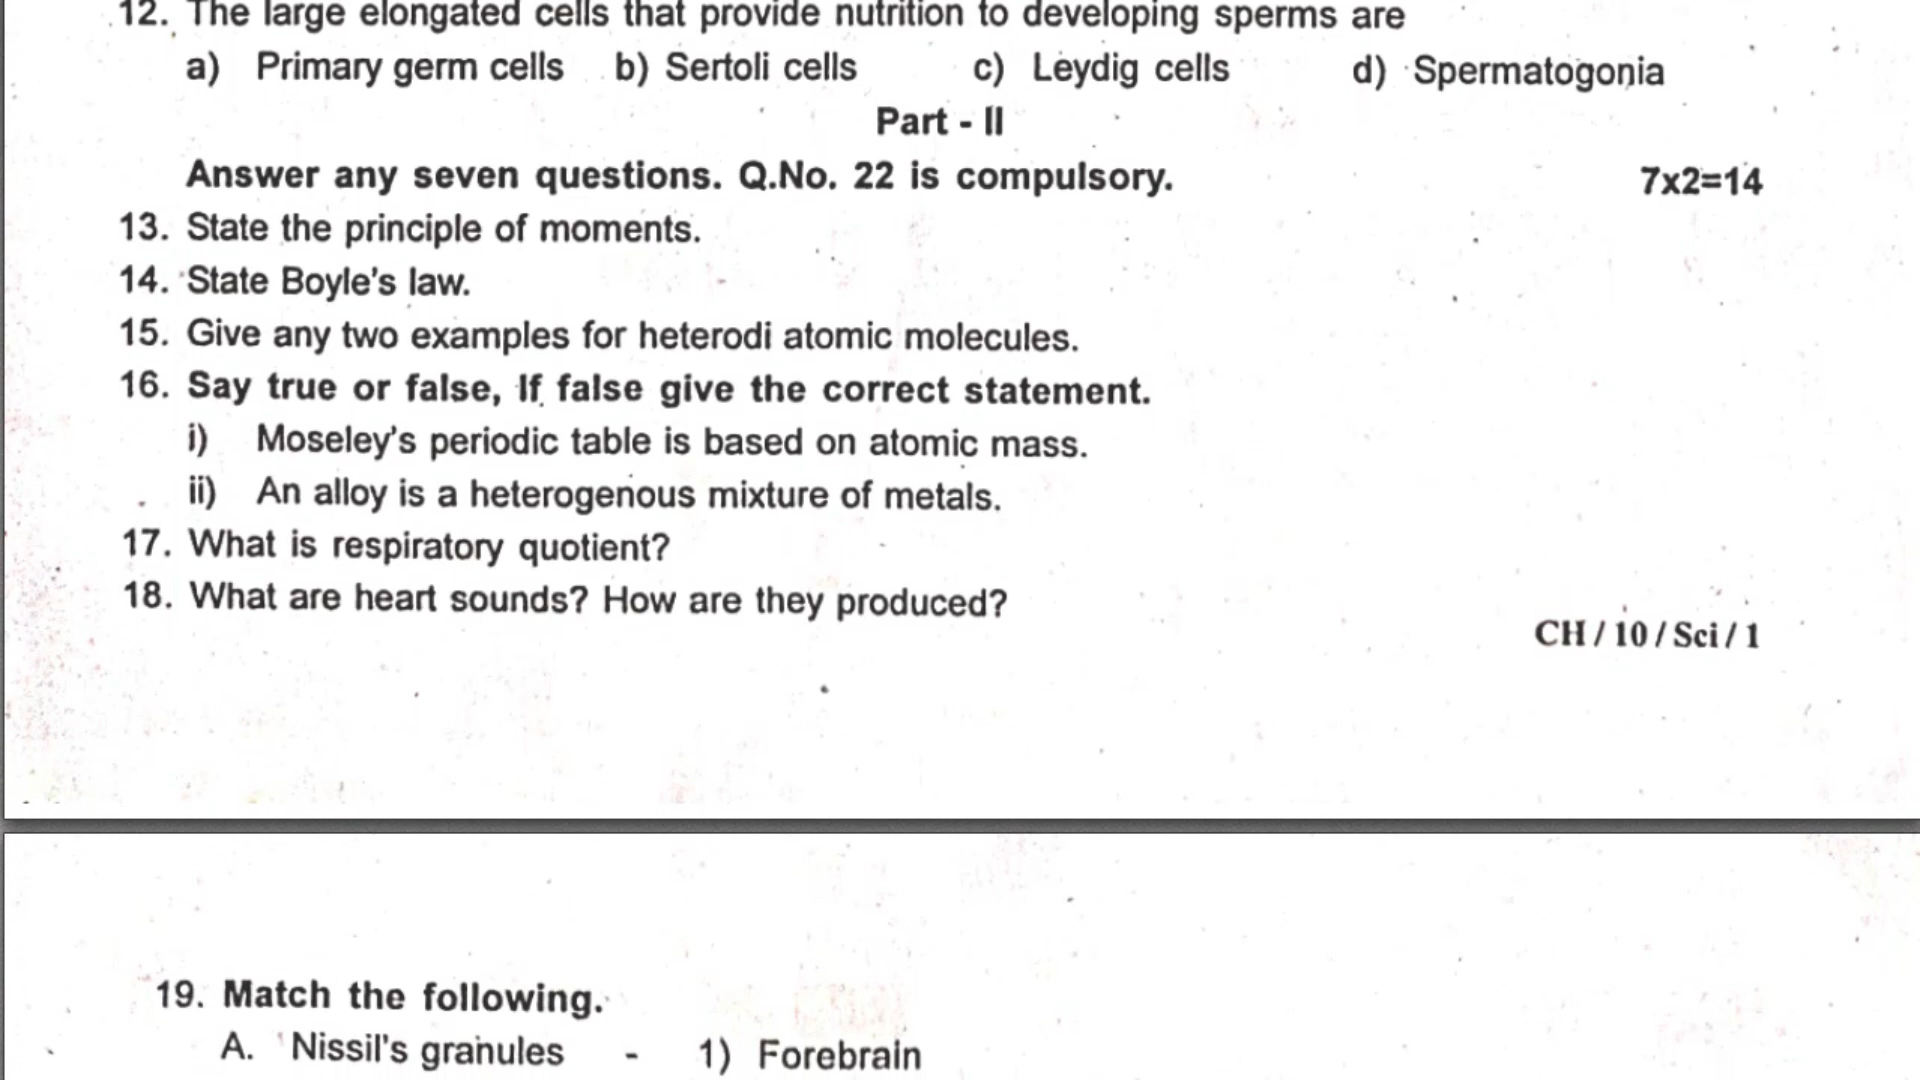 12. The large elongated cells that provide nutrition to developing sperms are
a) Primary germ cells b) Sertoli cells c) Leydig cells d) Spermatogonia
Part - II
Answer any seven questions. Q.No. 22 is compulsory. 7x2=14
13. State the principle of moments.
14. State Boyle's law.
15. Give any two examples for heterodi atomic molecules.
16. Say true or false, If false give the correct statement.
i) Moseley's periodic table is based on atomic mass.
ii) An alloy is a heterogenous mixture of metals.
17. What is respiratory quotient?
18. What are heart sounds? How are they produced?
CH / 10 / Sci / 1
19. Match the following.
A. Nissil's granules - 1) Forebrain